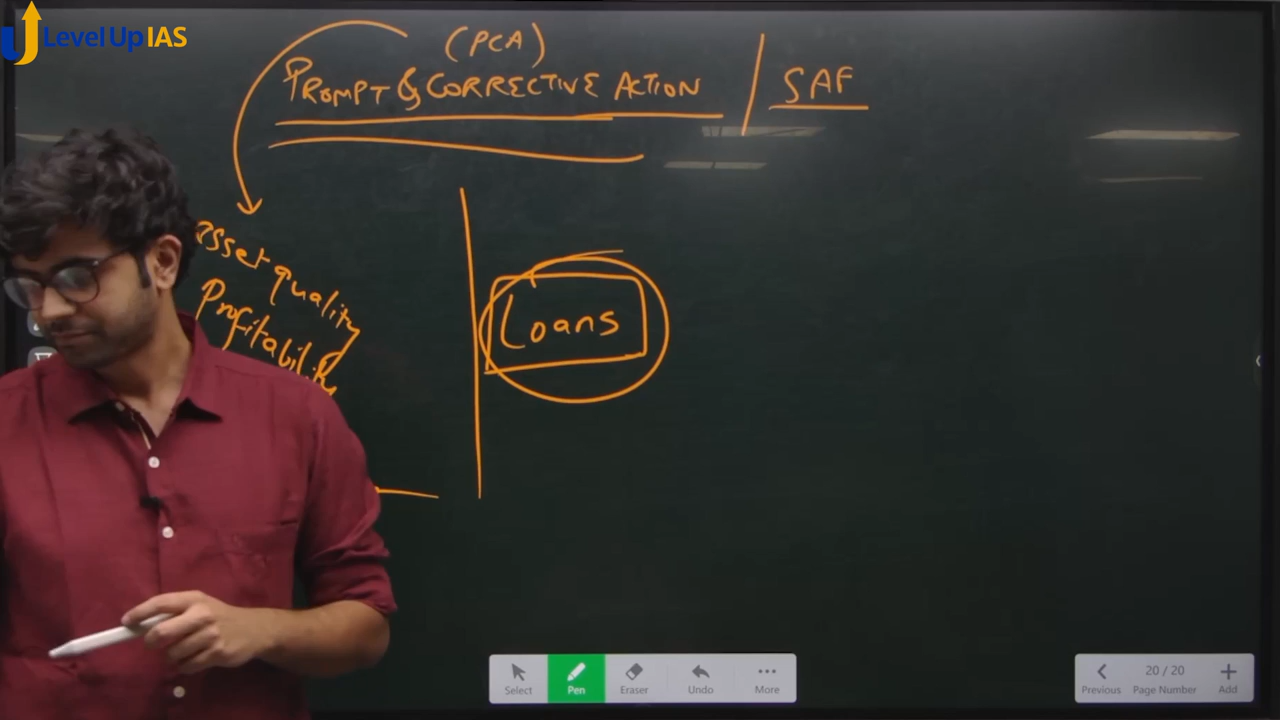 Level Up IAS
(PCA)
PROMPT & CORRECTIVE ACTION / SAF
Asset quality
Profitability
Loans
Select
Pen
Eraser
Undo
More
Previous
20 / 20
Page Number
Add